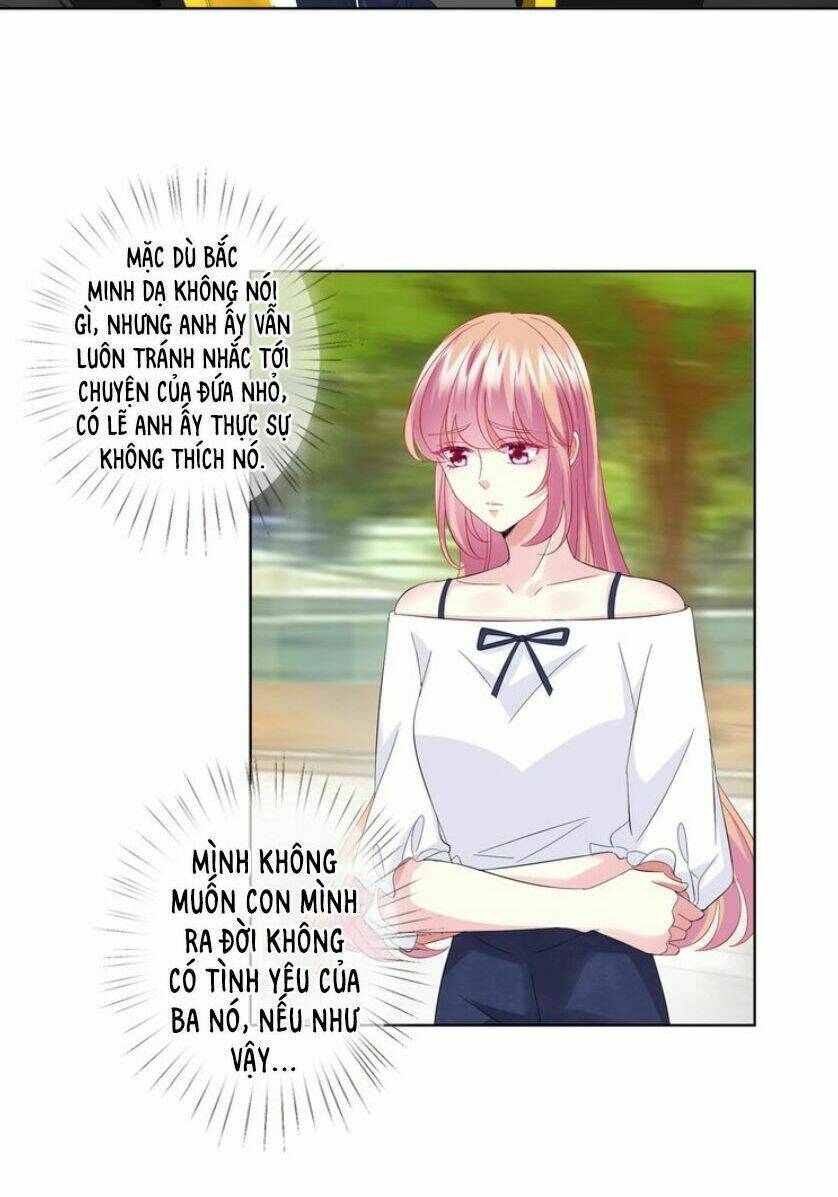 MẶC DÙ BẮC
MINH DẠ KHÔNG NÓI
GÌ, NHƯNG ANH ẤY VẪN
LUÔN TRÁNH NHẮC TỚI
CHUYỆN CỦA ĐỨA NHỎ,
CÓ LẼ ANH ẤY THỰC SỰ
KHÔNG THÍCH NÓ.
MÌNH KHÔNG
MUỐN CON MÌNH
RA ĐỜI KHÔNG
CÓ TÌNH YÊU CỦA
BA NÓ, NẾU NHƯ
VẬY...